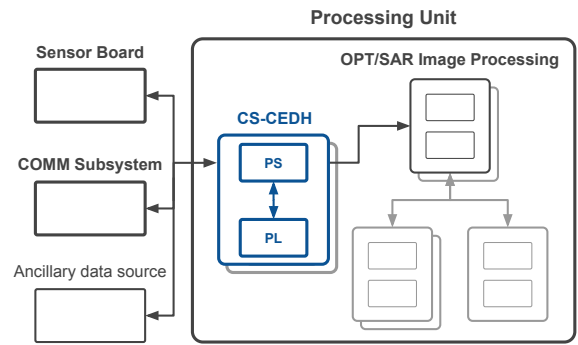 Processing Unit
Sensor Board
OPT/SAR Image Processing
CS-CEDH
PS
COMM Subsystem
PL
Ancillary data source